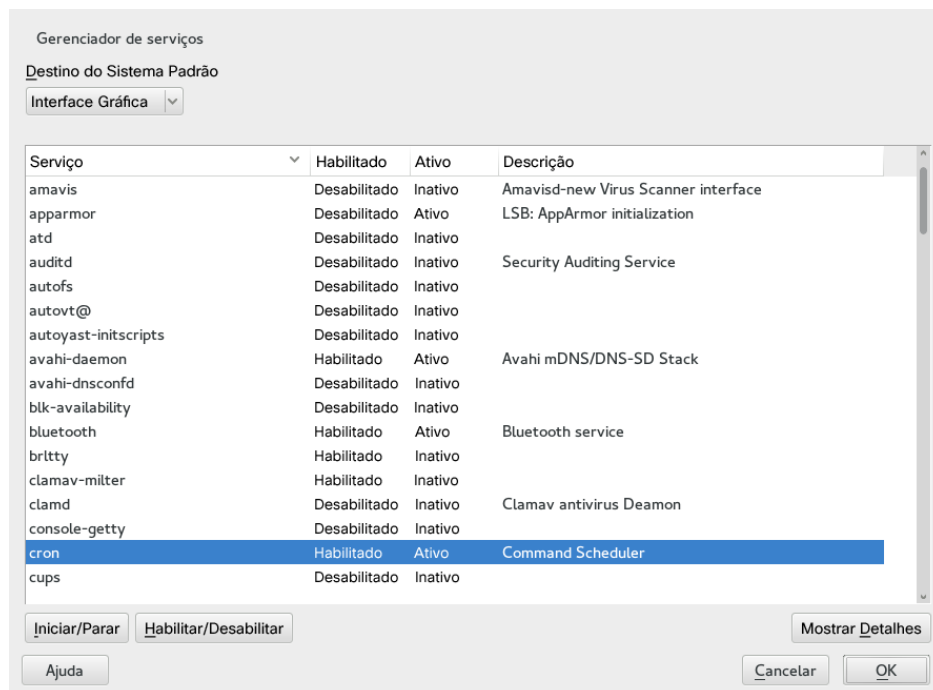 Gerenciador de serviços
Destino do Sistema Padrão
Interface Gráfica
Serviço Habilitado Ativo Descrição
amavis Desabilitado Inativo Amavisd-new Virus Scanner interface
apparmor Desabilitado Ativo LSB: AppArmor initialization
atd Desabilitado Inativo
auditd Desabilitado Inativo Security Auditing Service
autofs Desabilitado Inativo
autovt@ Desabilitado Inativo
autoyast-initscripts Desabilitado Inativo
avahi-daemon Habilitado Ativo Avahi mDNS/DNS-SD Stack
avahi-dnsconfd Desabilitado Inativo
blk-availability Desabilitado Inativo
bluetooth Habilitado Ativo Bluetooth service
brltty Habilitado Inativo
clamav-milter Habilitado Inativo
clamd Desabilitado Inativo Clamav antivirus Deamon
console-getty Desabilitado Inativo
cron Habilitado Ativo Command Scheduler
cups Desabilitado Inativo
Iniciar/Parar Habilitar/Desabilitar Mostrar Detalhes
Ajuda Cancelar OK